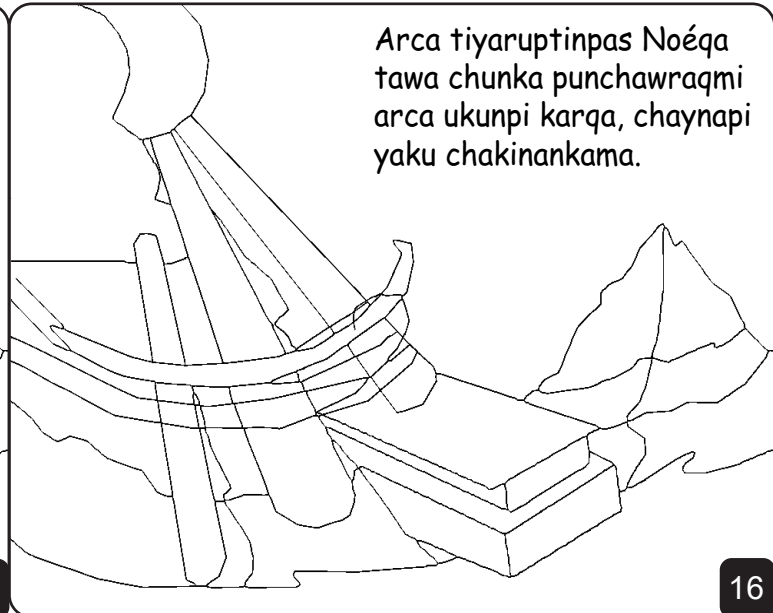 Arca tiyaruptinpas Noéqa
tawa chunka punchawraqmi
arca ukunpi karqa, chaynapi
yaku chakinankama.
16